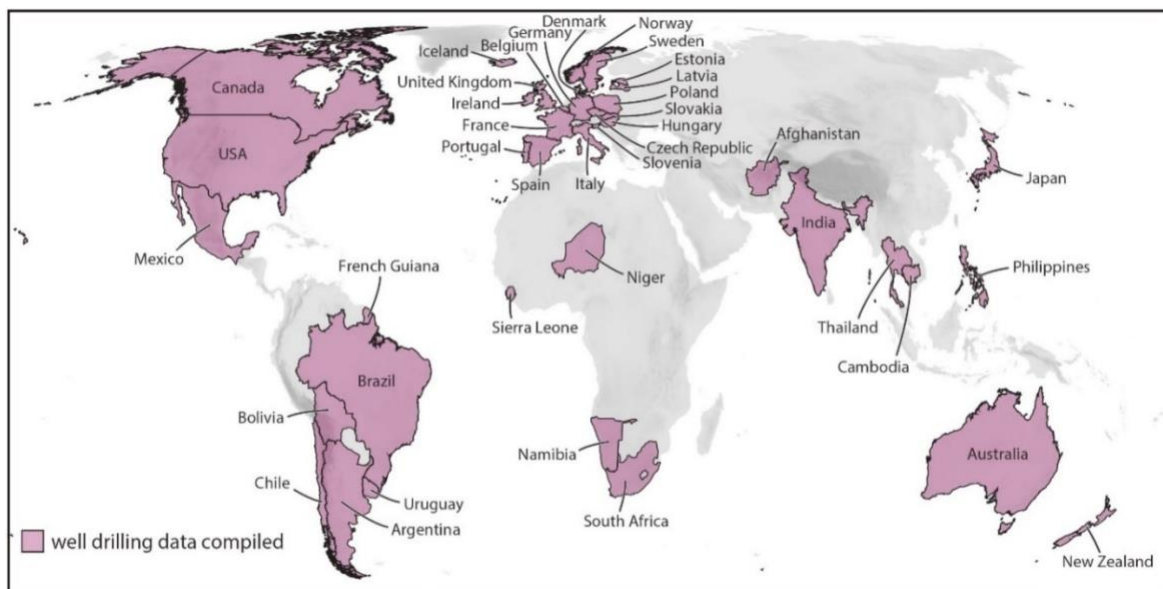 Denmark
Norway
Germany
Sweden
Iceland
Belgium
Estonia
United Kingdom
Latvia
Canada
Poland
Ireland
Slovakia
France
Hungary
Afghanistan
USA
Portugal
Czech Republic
Slovenia
Japan
Spain
Italy
India
Mexico
French Guiana
Niger
Philippines
Sierra Leone
Thailand
Cambodia
Brazil
Bolivia
Namibia
Australia
Chile
Uruguay
South Africa
Argentina
well drilling data compiled
New Zealand